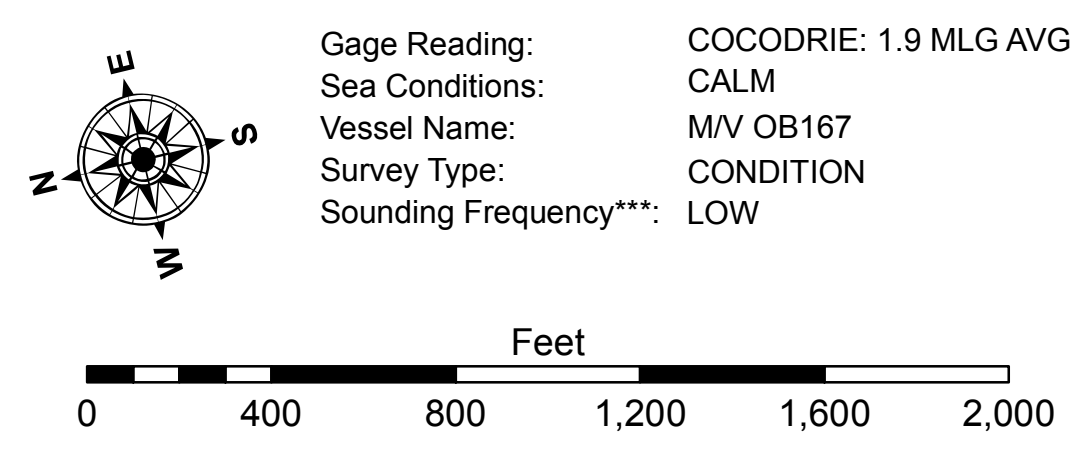 E
S
N
W
Gage Reading: COCODRIE: 1.9 MLG AVG
Sea Conditions: CALM
Vessel Name: M/V OB167
Survey Type: CONDITION
Sounding Frequency***: LOW
Feet
0 400 800 1,200 1,600 2,000